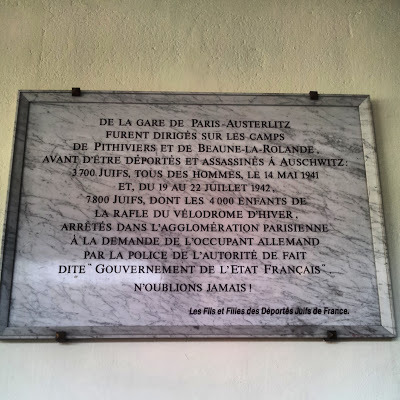 DE LA GARE DE PARIS-AUSTERLITZ
FURENT DIRIGÉS SUR LES CAMPS
DE PITHIVIERS ET DE BEAUNE-LA-ROLANDE,
AVANT D'ÊTRE DÉPORTÉS ET ASSASSINÉS À AUSCHWITZ:
3700 JUIFS, TOUS DES HOMMES, LE 14 MAI 1941
ET, DU 19 AU 22 JUILLET 1942,
7800 JUIFS, DONT LES 4000 ENFANTS DE
LA RAFLE DU VÉLODROME D'HIVER,
ARRÊTÉS DANS L'AGGLOMÉRATION PARISIENNE
À LA DEMANDE DE L'OCCUPANT ALLEMAND
PAR LA POLICE DE L'AUTORITÉ DE FAIT
DITE "GOUVERNEMENT DE L'ETAT FRANÇAIS".
N'OUBLIONS JAMAIS!
Les Fils et Filles des Déportés Juifs de France.